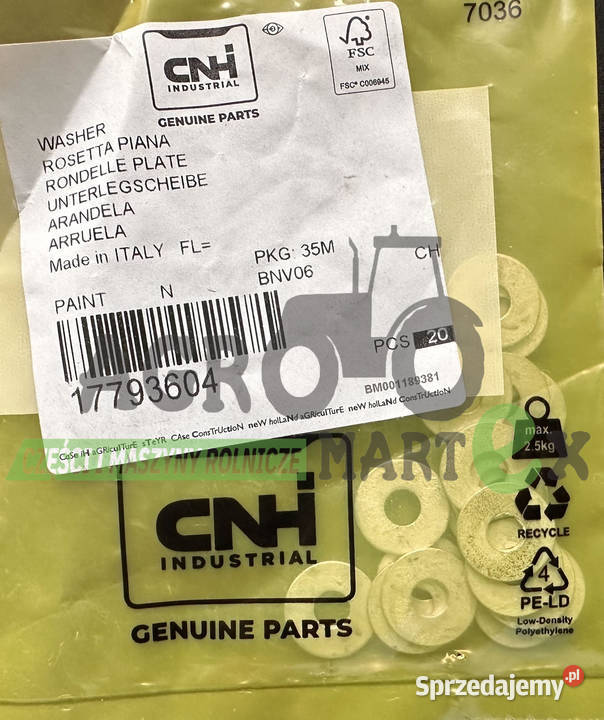 7036
CNH
INDUSTRIAL
GENUINE PARTS
FSC
MIX
FSC® C006945
WASHER
ROSETTA PIANA
RONDELLE PLATE
UNTERLEGSCHEIBE
ARANDELA
ARRUELA
Made in ITALY FL=
PKG: 35M
CH
BNV06
PAINT N
PCS 20
17793604
BM001189381
CaSe IH aGRicULTURE sTEYR CAse ConsTrUctIoN neW hoLLaNd aGRicULTURE neW hoLLaNd ConsTrUctIoN
AGRO
MARTEX
CZĘŚCI I MASZYNY ROLNICZE
CNH
INDUSTRIAL
GENUINE PARTS
max.
2.5kg
RECYCLE
4
PE-LD
Low-Density
Polyethylene
Sprzedajemy.pl